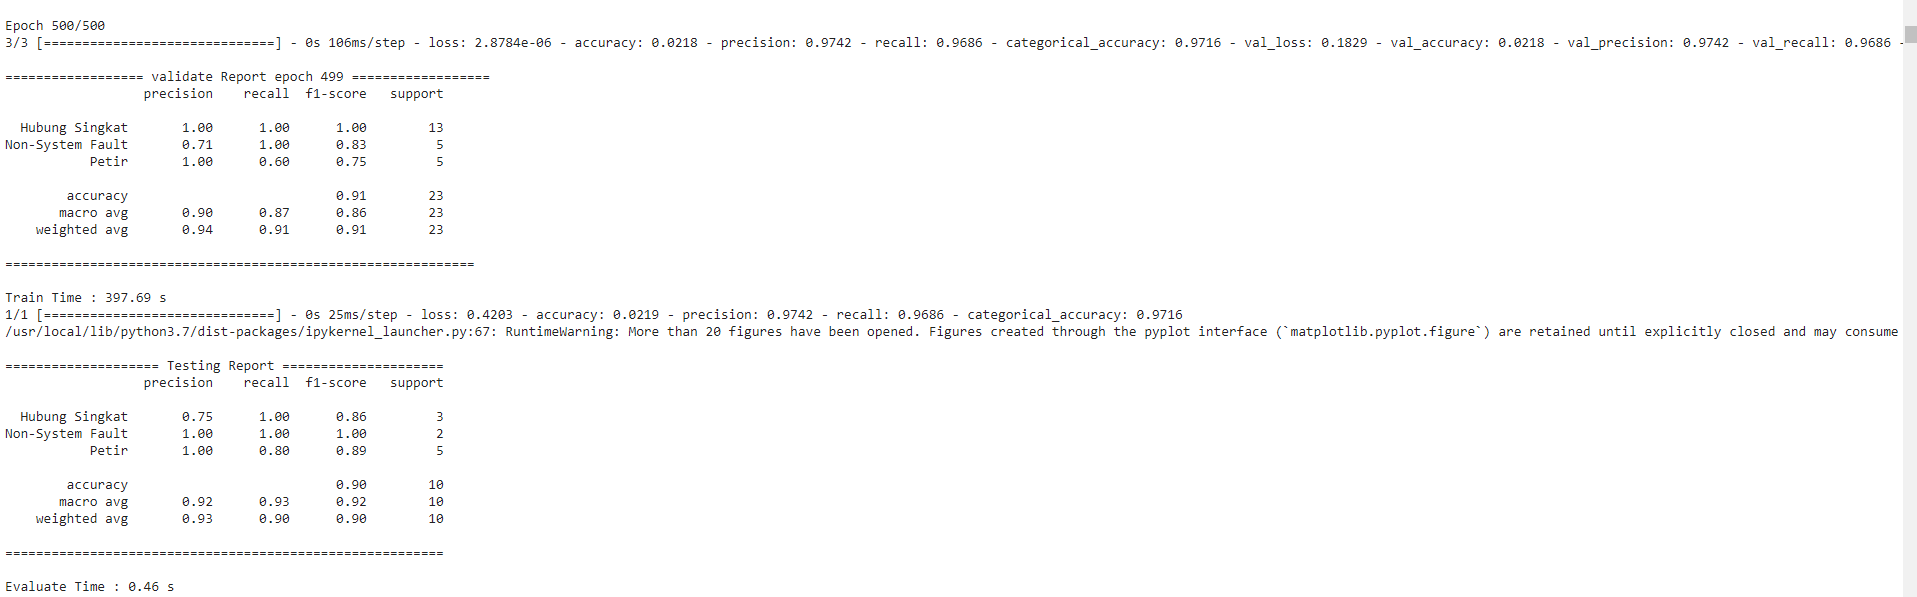 Epoch 500/500
3/3 [==============================] - 0s 106ms/step - loss: 2.8784e-06 - accuracy: 0.0218 - precision: 0.9742 - recall: 0.9686 - categorical_accuracy: 0.9716 - val_loss: 0.1829 - val_accuracy: 0.0218 - val_precision: 0.9742 - val_recall: 0.9686 -
================== validate Report epoch 499 ==================
precision recall f1-score support
Hubung Singkat 1.00 1.00 1.00 13
Non-System Fault 0.71 1.00 0.83 5
Petir 1.00 0.60 0.75 5
accuracy 0.91 23
macro avg 0.90 0.87 0.86 23
weighted avg 0.94 0.91 0.91 23
=============================================================
Train Time : 397.69 s
1/1 [==============================] - 0s 25ms/step - loss: 0.4203 - accuracy: 0.0219 - precision: 0.9742 - recall: 0.9686 - categorical_accuracy: 0.9716
/usr/local/lib/python3.7/dist-packages/ipykernel_launcher.py:67: RuntimeWarning: More than 20 figures have been opened. Figures created through the pyplot interface (`matplotlib.pyplot.figure`) are retained until explicitly closed and may consume
==================== Testing Report =====================
precision recall f1-score support
Hubung Singkat 0.75 1.00 0.86 3
Non-System Fault 1.00 1.00 1.00 2
Petir 1.00 0.80 0.89 5
accuracy 0.90 10
macro avg 0.92 0.93 0.92 10
weighted avg 0.93 0.90 0.90 10
=========================================================
Evaluate Time : 0.46 s